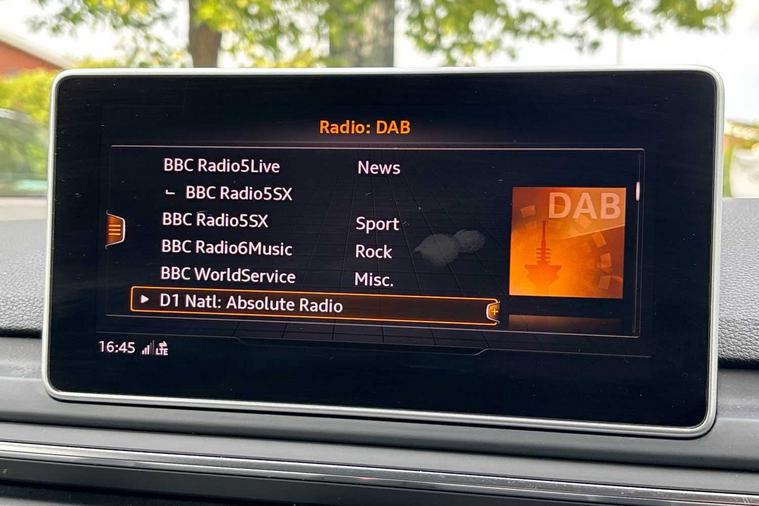 Radio: DAB
BBC Radio5Live News
BBC Radio5SX
BBC Radio5SX Sport
BBC Radio6Music Rock
BBC WorldService Misc.
D1 Natl: Absolute Radio
DAB
16:45 LTE